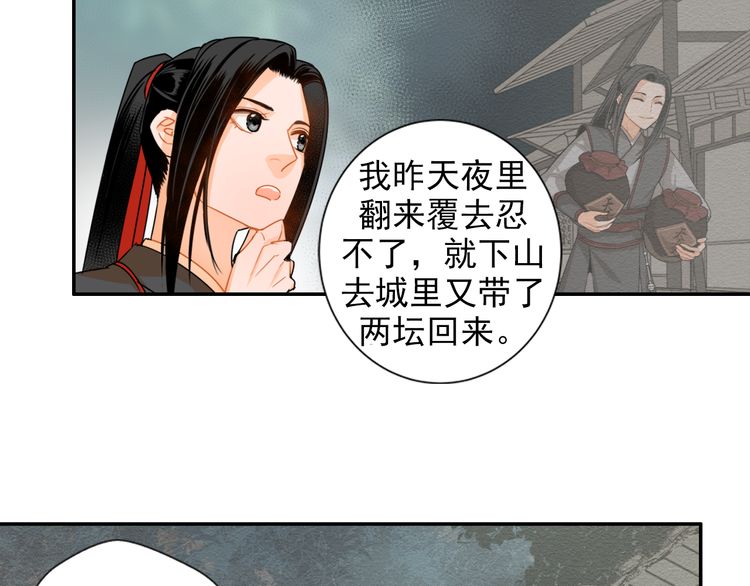 我昨天夜里
翻来覆去忍
不了，就下山
去城里又带了
两坛回来。